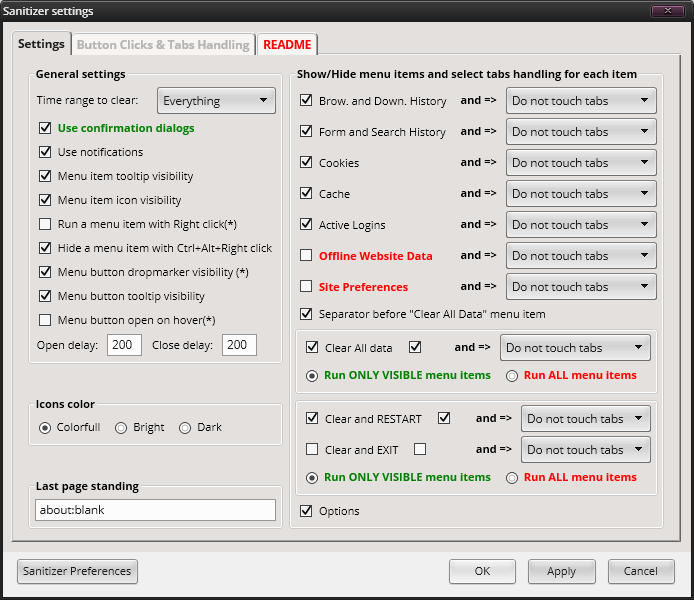 Sanitizer settings
Settings
Button Clicks & Tabs Handling
README
General settings
Time range to clear:
Everything
Use confirmation dialogs
Use notifications
Menu item tooltip visibility
Menu item icon visibility
Run a menu item with Right click(*)
Hide a menu item with Ctrl+Alt+Right click
Menu button dropmarker visibility (*)
Menu button tooltip visibility
Menu button open on hover(*)
Open delay: 200 Close delay: 200
Icons color
Colorfull Bright Dark
Last page standing
about:blank
Show/Hide menu items and select tabs handling for each item
Brow. and Down. History and => Do not touch tabs
Form and Search History and => Do not touch tabs
Cookies and => Do not touch tabs
Cache and => Do not touch tabs
Active Logins and => Do not touch tabs
Offline Website Data and => Do not touch tabs
Site Preferences and => Do not touch tabs
Separator before "Clear All Data" menu item
Clear All data and => Do not touch tabs
Run ONLY VISIBLE menu items Run ALL menu items
Clear and RESTART and => Do not touch tabs
Clear and EXIT and => Do not touch tabs
Run ONLY VISIBLE menu items Run ALL menu items
Options
Sanitizer Preferences
OK
Apply
Cancel